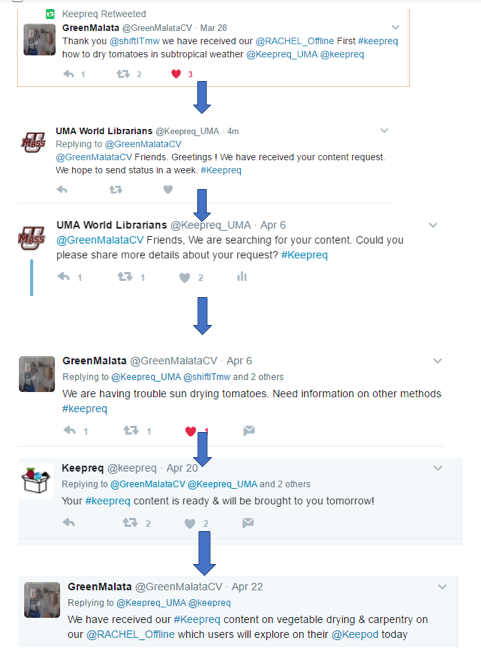 Keepreq Retweeted
GreenMalata @GreenMalataCV · Mar 28
Thank you @shiftITmw we have received our @RACHEL_Offline First #keepreq
how to dry tomatoes in subtropical weather @Keepreq_UMA @keepreq
1 2 3
UMA World Librarians @Keepreq_UMA · 4m
Replying to @GreenMalataCV
@GreenMalataCV Friends. Greetings ! We have received your content request.
We hope to send status in a week. #Keepreq
MASS
UMA World Librarians @Keepreq_UMA · Apr 6
@GreenMalataCV Friends, We are searching for your content. Could you
please share more details about your request? #Keepreq
MASS
1 1 2
GreenMalata @GreenMalataCV · Apr 6
Replying to @Keepreq_UMA @shiftITmw and 2 others
We are having trouble sun drying tomatoes. Need information on other methods
#keepreq
1 1 1
Keepreq @keepreq · Apr 20
Replying to @GreenMalataCV @Keepreq_UMA and 2 others
Your #keepreq content is ready & will be brought to you tomorrow!
2 2
GreenMalata @GreenMalataCV · Apr 22
Replying to @Keepreq_UMA @keepreq
We have received our #Keepreq content on vegetable drying & carpentry on
our @RACHEL_Offline which users will explore on their @Keepod today